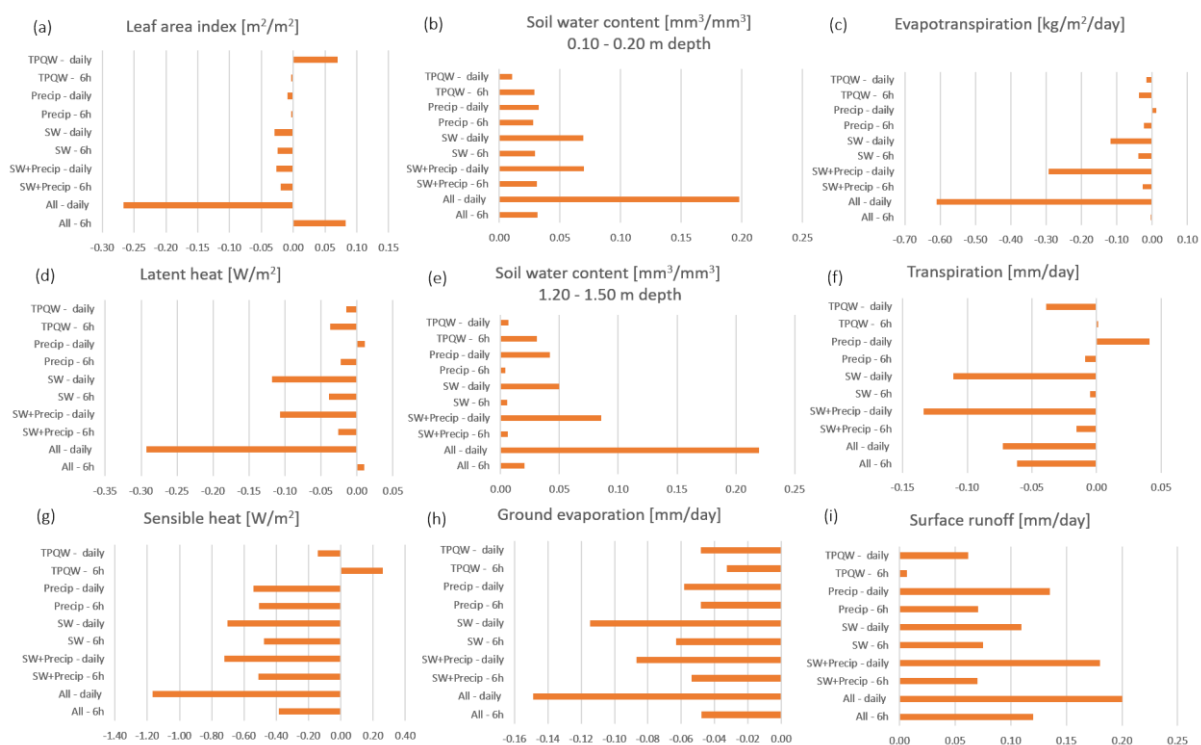 (a) Leaf area index [m²/m²]
TPQW - daily
TPQW - 6h
Precip - daily
Precip - 6h
SW - daily
SW - 6h
SW+Precip - daily
SW+Precip - 6h
All - daily
All - 6h
-0.30 -0.25 -0.20 -0.15 -0.10 -0.05 0.00 0.05 0.10 0.15
(b) Soil water content [mm³/mm³]
0.10 - 0.20 m depth
TPQW - daily
TPQW - 6h
Precip - daily
Precip - 6h
SW - daily
SW - 6h
SW+Precip - daily
SW+Precip - 6h
All - daily
All - 6h
0.00 0.05 0.10 0.15 0.20 0.25
(c) Evapotranspiration [kg/m²/day]
TPQW - daily
TPQW - 6h
Precip - daily
Precip - 6h
SW - daily
SW - 6h
SW+Precip - daily
SW+Precip - 6h
All - daily
All - 6h
-0.70 -0.60 -0.50 -0.40 -0.30 -0.20 -0.10 0.00 0.10
(d) Latent heat [W/m²]
TPQW - daily
TPQW - 6h
Precip - daily
Precip - 6h
SW - daily
SW - 6h
SW+Precip - daily
SW+Precip - 6h
All - daily
All - 6h
-0.35 -0.30 -0.25 -0.20 -0.15 -0.10 -0.05 0.00 0.05
(e) Soil water content [mm³/mm³]
1.20 - 1.50 m depth
TPQW - daily
TPQW - 6h
Precip - daily
Precip - 6h
SW - daily
SW - 6h
SW+Precip - daily
SW+Precip - 6h
All - daily
All - 6h
0.00 0.05 0.10 0.15 0.20 0.25
(f) Transpiration [mm/day]
TPQW - daily
TPQW - 6h
Precip - daily
Precip - 6h
SW - daily
SW - 6h
SW+Precip - daily
SW+Precip - 6h
All - daily
All - 6h
-0.15 -0.10 -0.05 0.00 0.05
(g) Sensible heat [W/m²]
TPQW - daily
TPQW - 6h
Precip - daily
Precip - 6h
SW - daily
SW - 6h
SW+Precip - daily
SW+Precip - 6h
All - daily
All - 6h
-1.40 -1.20 -1.00 -0.80 -0.60 -0.40 -0.20 0.00 0.20 0.40
(h) Ground evaporation [mm/day]
TPQW - daily
TPQW - 6h
Precip - daily
Precip - 6h
SW - daily
SW - 6h
SW+Precip - daily
SW+Precip - 6h
All - daily
All - 6h
-0.16 -0.14 -0.12 -0.10 -0.08 -0.06 -0.04 -0.02 0.00
(i) Surface runoff [mm/day]
TPQW - daily
TPQW - 6h
Precip - daily
Precip - 6h
SW - daily
SW - 6h
SW+Precip - daily
SW+Precip - 6h
All - daily
All - 6h
0.00 0.05 0.10 0.15 0.20 0.25